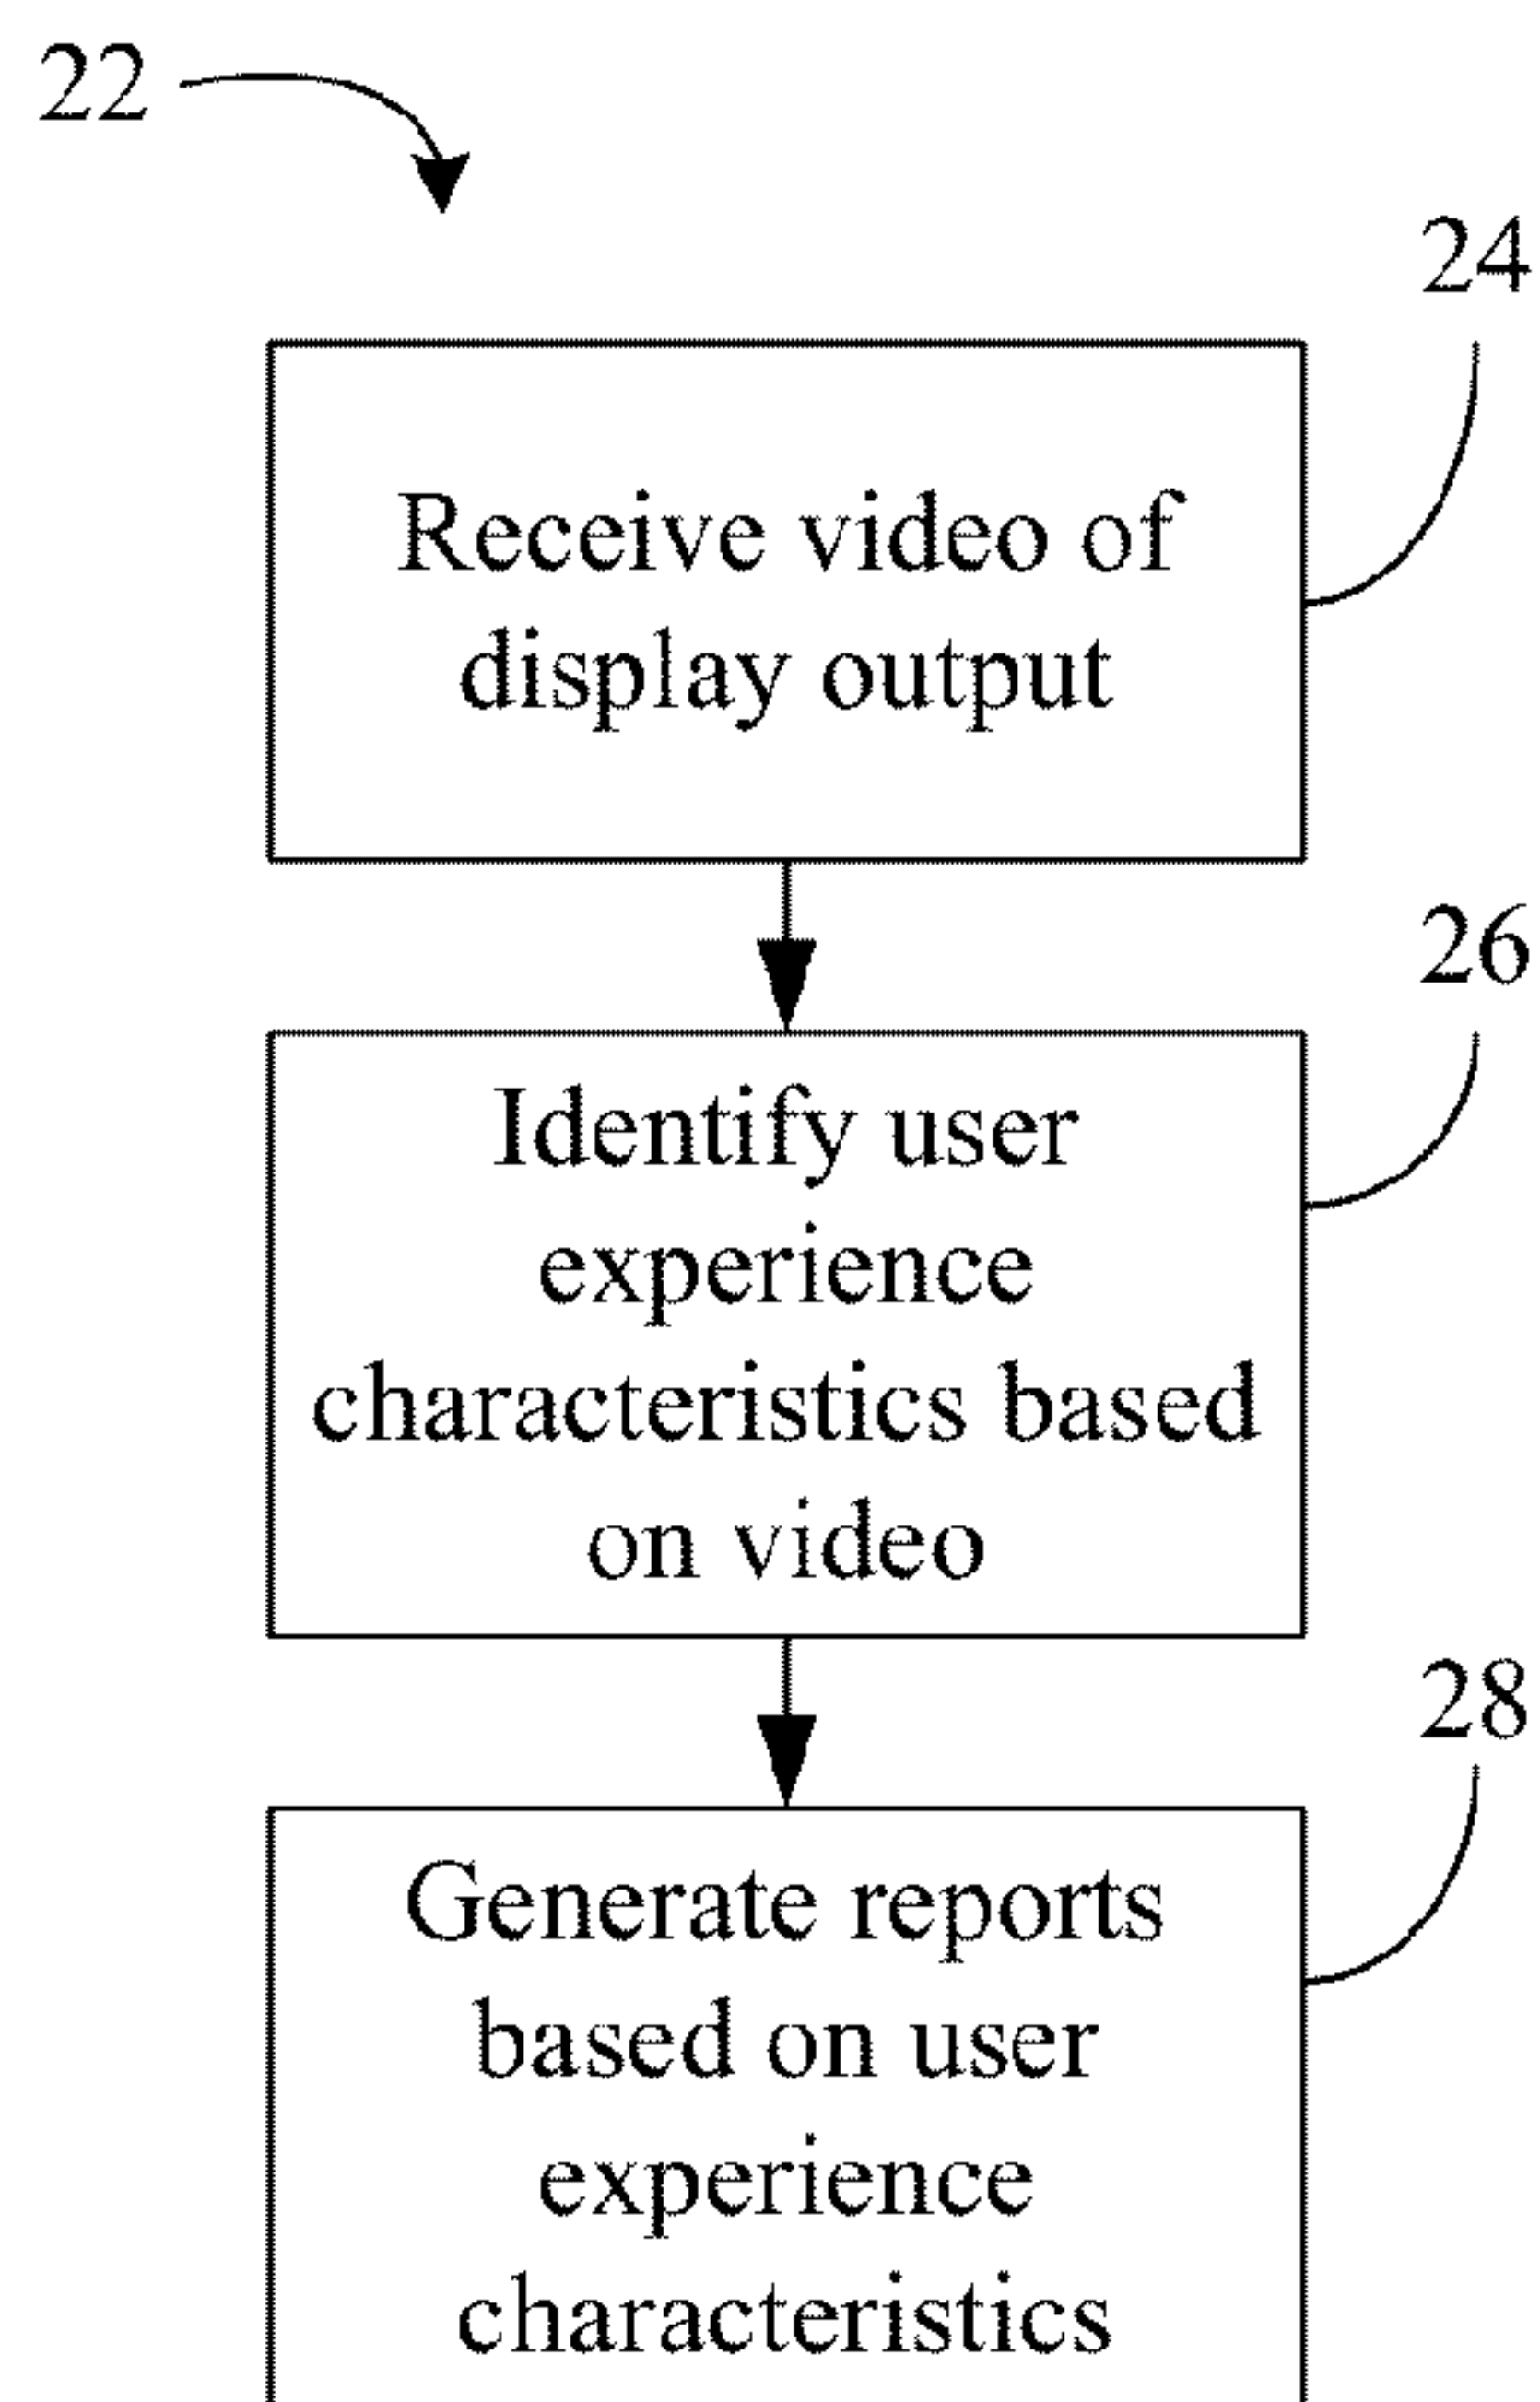 22
24
Receive video of
display output
26
Identify user
experience
characteristics based
on video
28
Generate reports
based on user
experience
characteristics